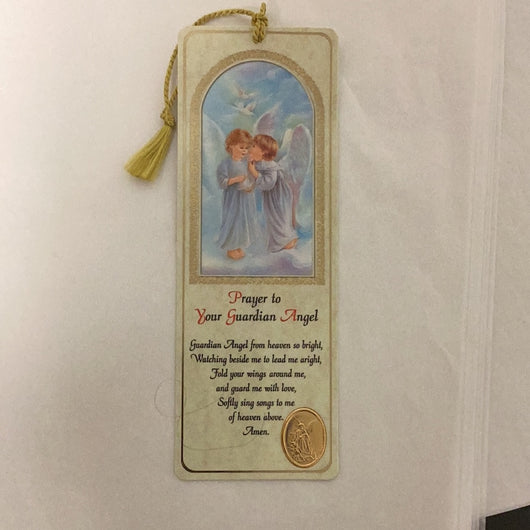 Prayer to
Your Guardian Angel
Guardian Angel from heaven so bright,
Watching beside me to lead me aright,
Fold your wings around me,
and guard me with love,
Softly sing songs to me
of heaven above.
Amen.